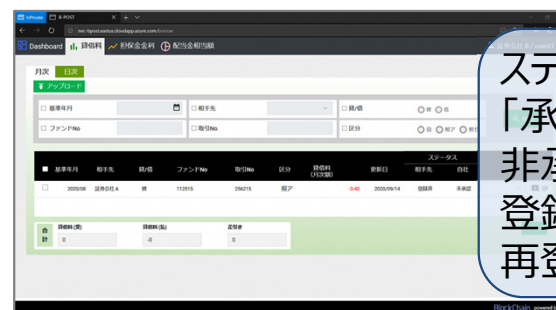 InPrivate B-POST
Dashboard 貸借料 担保金金利 配当金相当額
月次 日次
アップロード
基準年月 相手先 貸/借
ファンドNo 取引No 区分
ステータス
基準年月 相手先 貸/借 ファンドNo 取引No 区分 貸借料 (月次額) 更新日 相手先 自社
2020/08 証券会社A 112515 256215 -0.40 2020/09/14 登録済 未承認
合計 貸借料(貸) 貸借料(払) 差引き
0 -0 0
BlockChain powered
ステ
「承
非承
登録
再登